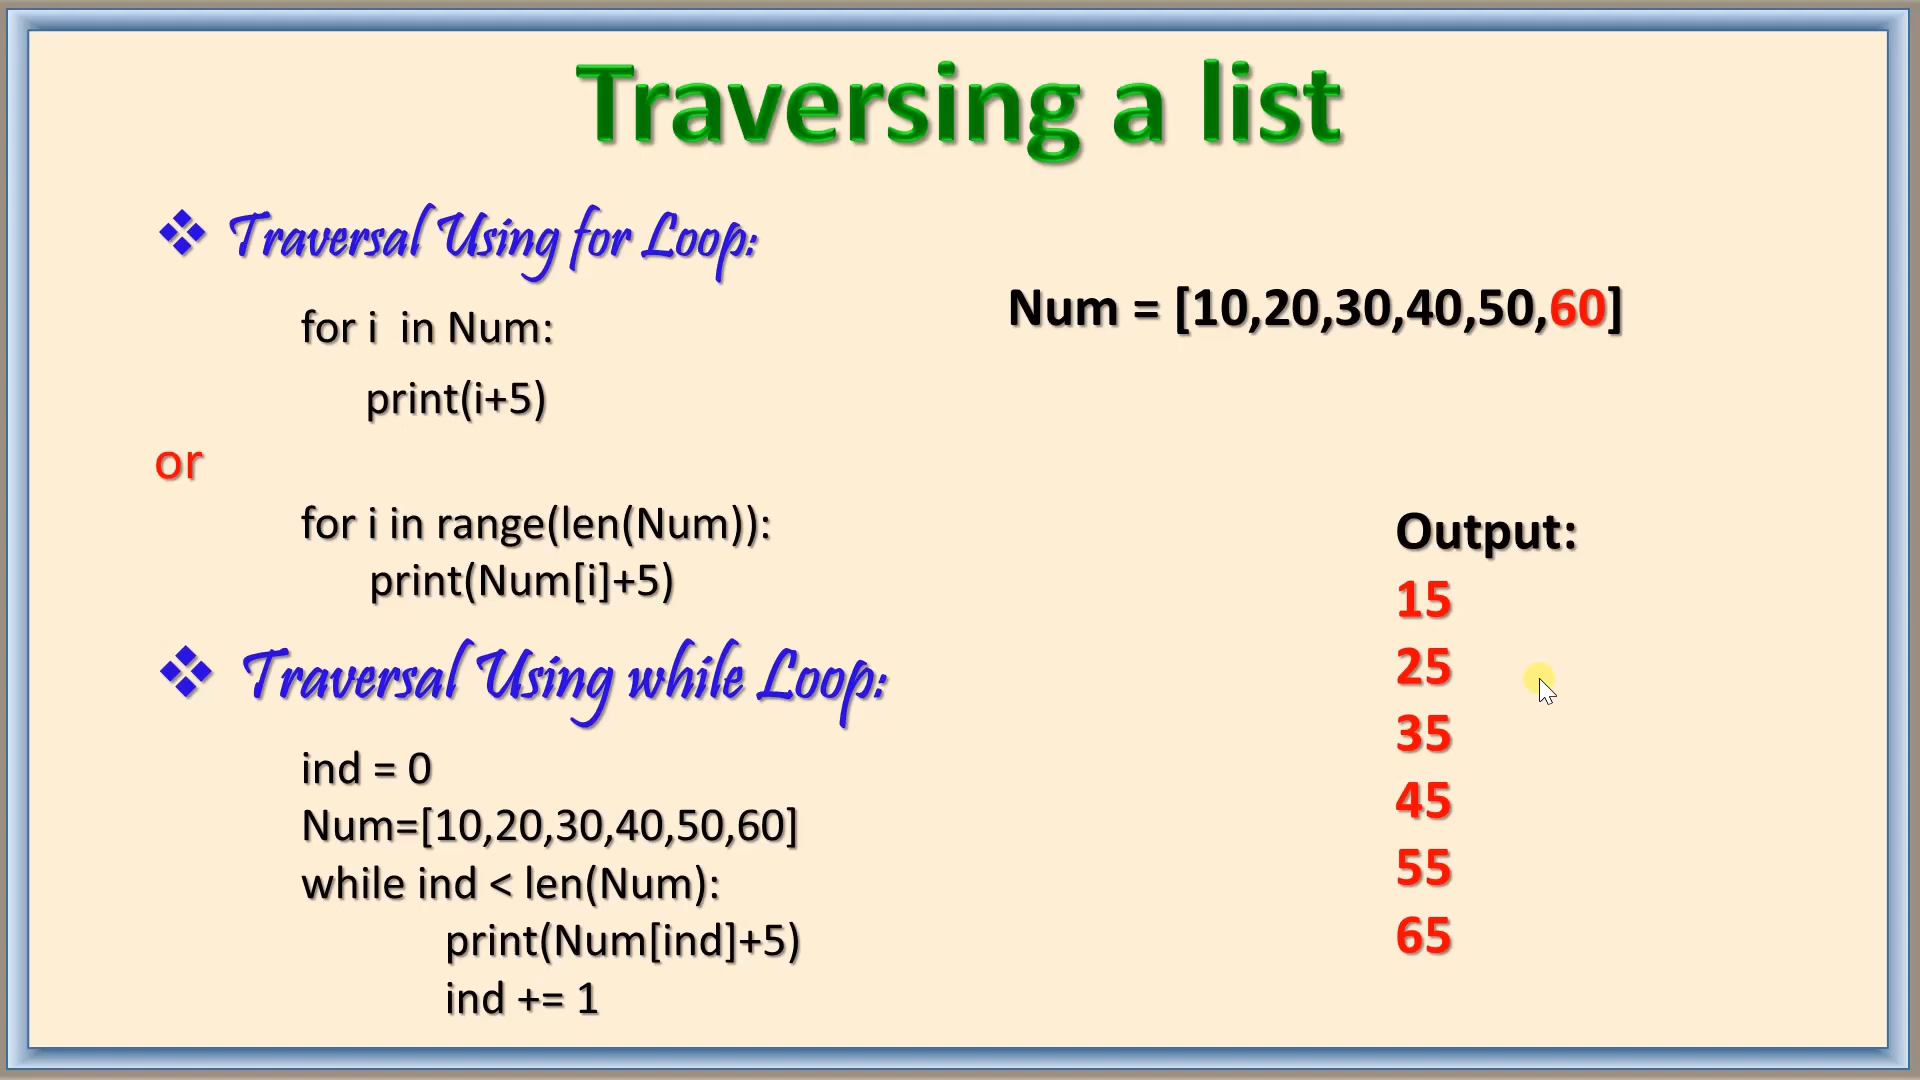 Traversing a list
❖ Traversal Using for Loop:
for i in Num:
print(i+5)
or
for i in range(len(Num)):
print(Num[i]+5)
❖ Traversal Using while Loop:
ind = 0
Num=[10,20,30,40,50,60]
while ind < len(Num):
print(Num[ind]+5)
ind += 1
Num = [10,20,30,40,50,60]
Output:
15
25
35
45
55
65